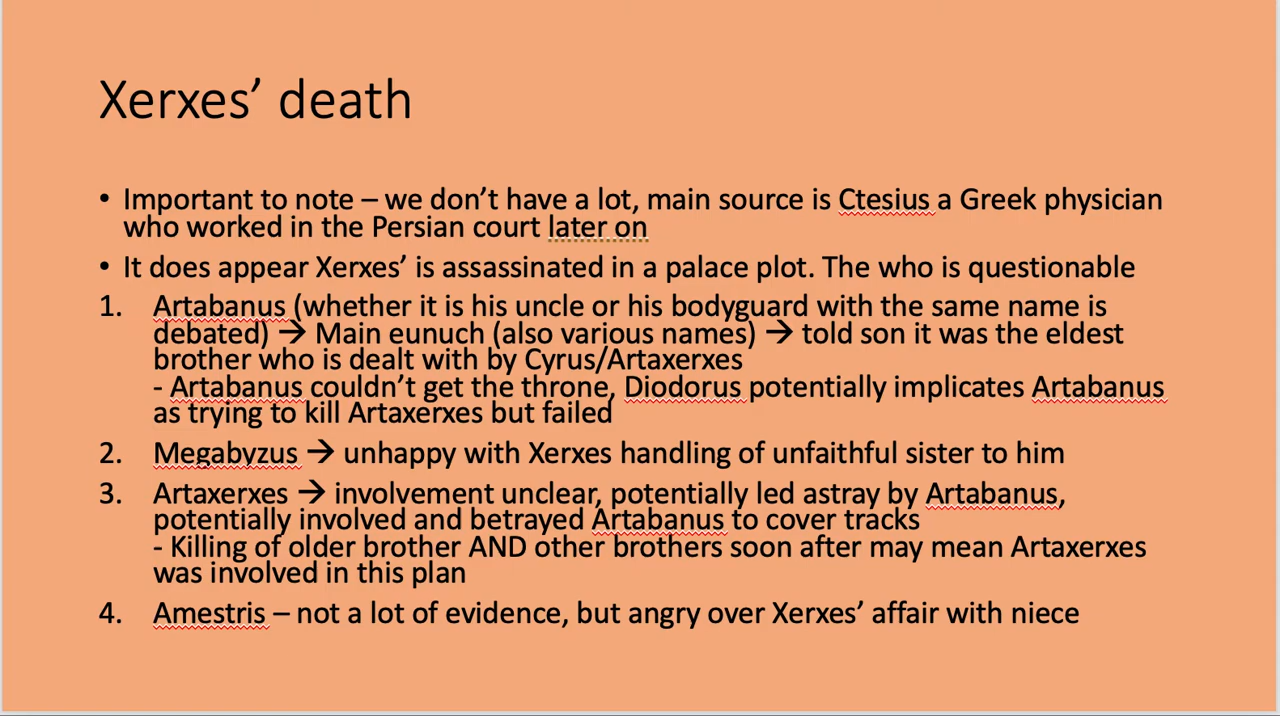 Xerxes’ death
• Important to note – we don’t have a lot, main source is Ctesius a Greek physician
who worked in the Persian court later on
• It does appear Xerxes’ is assassinated in a palace plot. The who is questionable
1. Artabanus (whether it is his uncle or his bodyguard with the same name is
debated) → Main eunuch (also various names) → told son it was the eldest
brother who is dealt with by Cyrus/Artaxerxes
- Artabanus couldn’t get the throne, Diodorus potentially implicates Artabanus
as trying to kill Artaxerxes but failed
2. Megabyzus → unhappy with Xerxes handling of unfaithful sister to him
3. Artaxerxes → involvement unclear, potentially led astray by Artabanus,
potentially involved and betrayed Artabanus to cover tracks
- Killing of older brother AND other brothers soon after may mean Artaxerxes
was involved in this plan
4. Amestris – not a lot of evidence, but angry over Xerxes’ affair with niece